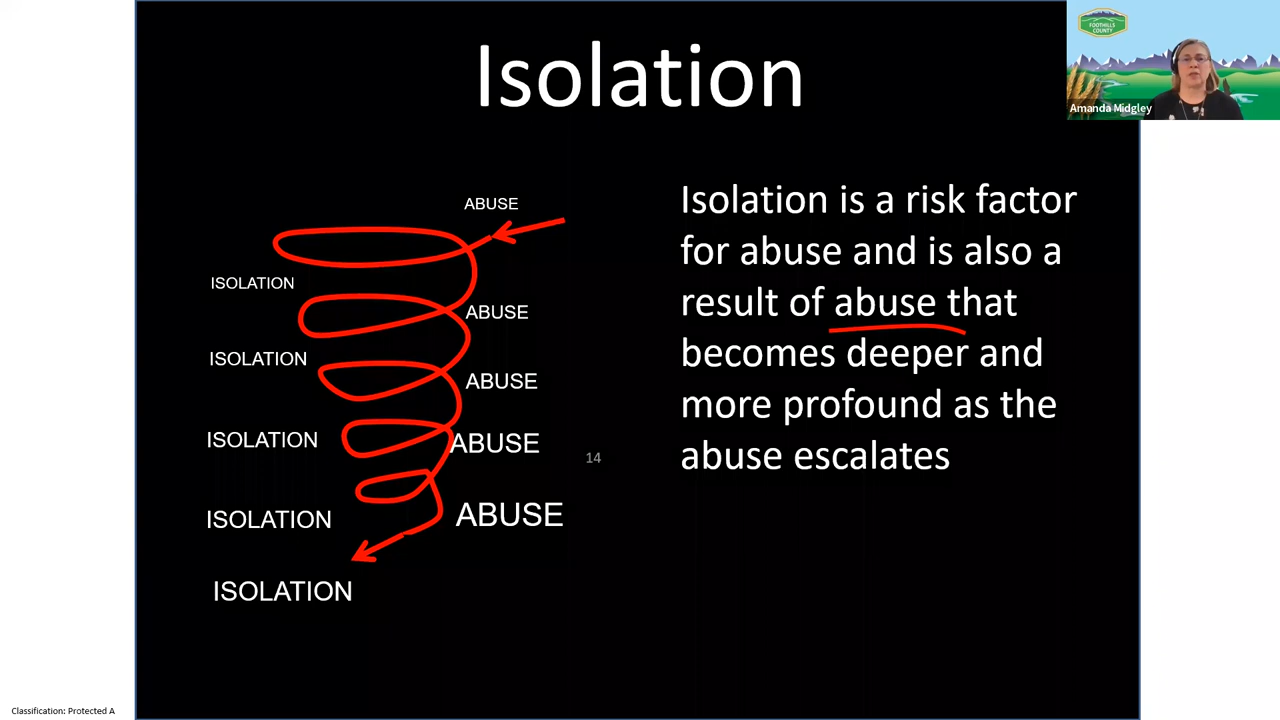 Isolation
FOOTHILLS
COUNTY
Amanda Midgley
ABUSE
ISOLATION
ABUSE
ISOLATION
ABUSE
ISOLATION
ABUSE
ISOLATION
ABUSE
ISOLATION
14
Isolation is a risk factor
for abuse and is also a
result of abuse that
becomes deeper and
more profound as the
abuse escalates
Classification: Protected A